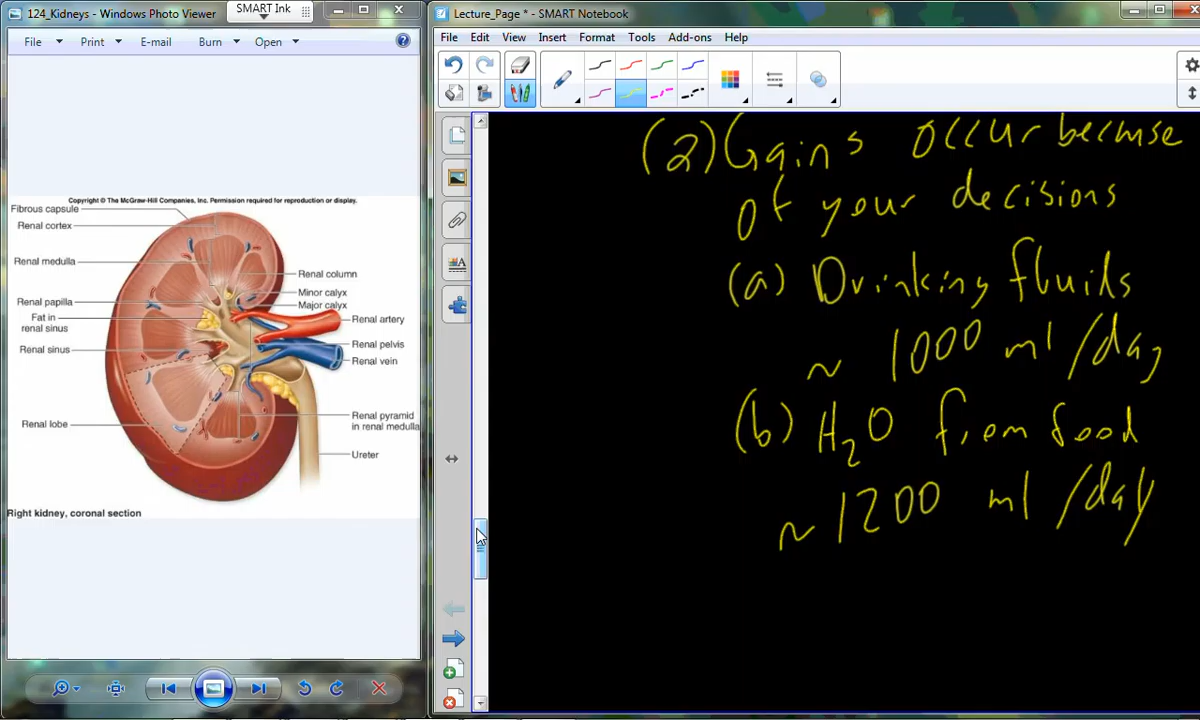 124_Kidneys - Windows Photo Viewer
SMART Ink
File Print E-mail Burn Open
Copyright © The McGraw-Hill Companies, Inc. Permission required for reproduction or display.
Fibrous capsule
Renal cortex
Renal medulla
Renal papilla
Fat in
renal sinus
Renal sinus
Renal lobe
Renal column
Minor calyx
Major calyx
Renal artery
Renal pelvis
Renal vein
Renal pyramid
in renal medulla
Ureter
Right kidney, coronal section
Lecture_Page * - SMART Notebook
File Edit View Insert Format Tools Add-ons Help
(2) Gains occur because
of your decisions
(a) Drinking fluids
~ 1000 ml/day
(b) H₂O from food
~ 1200 ml/day